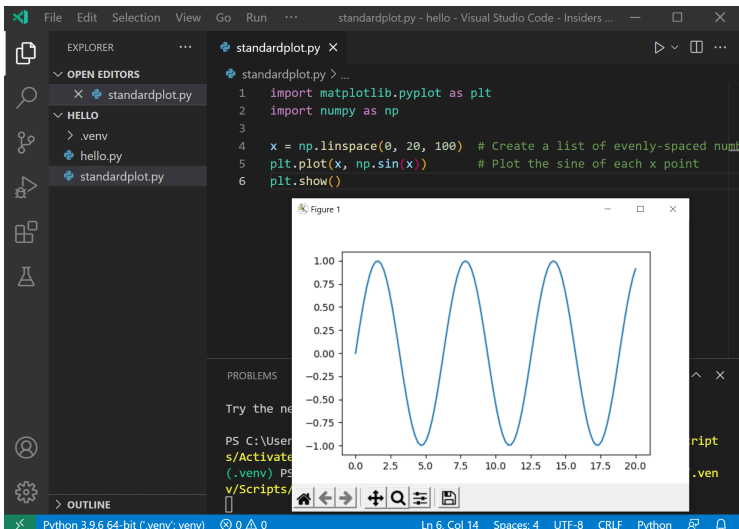 File Edit Selection View Go Run ··· standardplot.py - hello - Visual Studio Code - Insiders ...
EXPLORER
OPEN EDITORS
standardplot.py
HELLO
.venv
hello.py
standardplot.py
OUTLINE
standardplot.py
standardplot.py > ...
1 import matplotlib.pyplot as plt
2 import numpy as np
3
4 x = np.linspace(0, 20, 100) # Create a list of evenly-spaced numb
5 plt.plot(x, np.sin(x)) # Plot the sine of each x point
6 plt.show()
Figure 1
1.00
0.75
0.50
0.25
0.00
−0.25
−0.50
−0.75
−1.00
0.0 2.5 5.0 7.5 10.0 12.5 15.0 17.5 20.0
PROBLEMS
Try the ne
PS C:\User ript
s/Activate
(.venv) PS .ven
v/Scripts/
Python 3.9.6 64-bit ('.venv': venv) 0 0 Ln 6, Col 14 Spaces: 4 UTF-8 CRLF Python